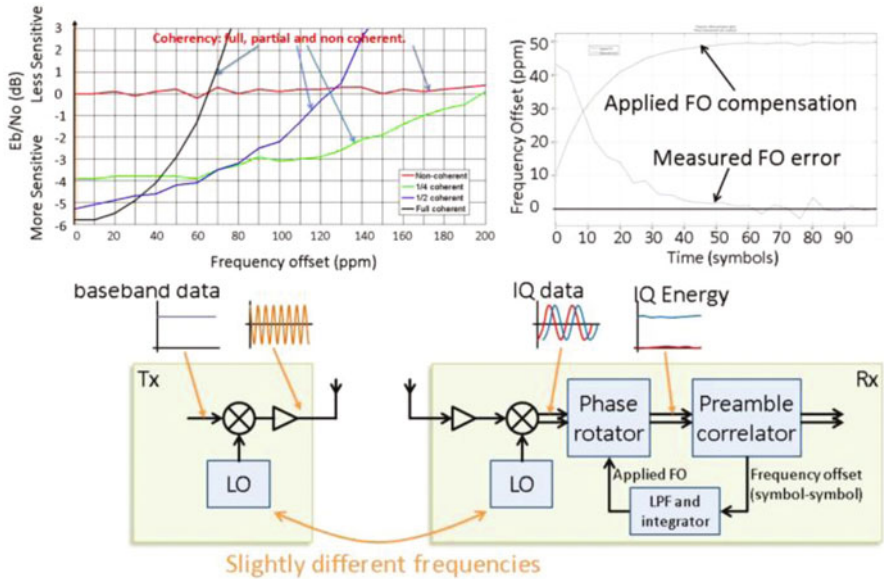 Less Sensitive
More Sensitive
Eb/No (dB)
3
2
1
0
-1
-2
-3
-4
-5
-6
Coherency: full, partial and non coherent.
Non-coherent
1/4 coherent
1/2 coherent
Full coherent
0 20 40 60 80 100 120 140 160 180 200
Frequency offset (ppm)
Frequency Offset (ppm)
50
40
30
20
10
0
Applied FO compensation
Measured FO error
0 10 20 30 40 50 60 70 80 90
Time (symbols)
baseband data
IQ data
IQ Energy
Tx
Rx
Phase
rotator
Preamble
correlator
LO
LO
Applied FO
Frequency offset
(symbol-symbol)
LPF and
integrator
Slightly different frequencies